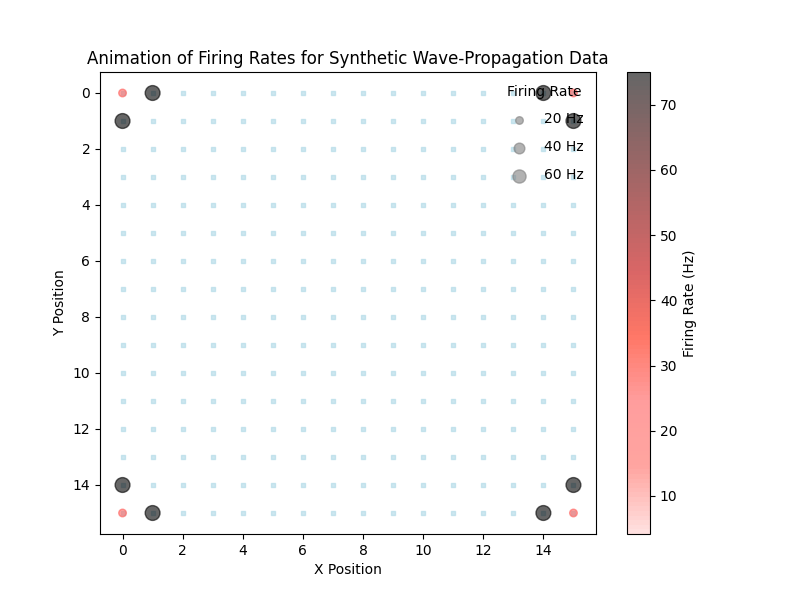 Animation of Firing Rates for Synthetic Wave-Propagation Data
Firing Rate
20 Hz
40 Hz
60 Hz
0
2
4
6
8
10
12
14
Y Position
0 2 4 6 8 10 12 14
X Position
70
60
50
40
30
20
10
Firing Rate (Hz)